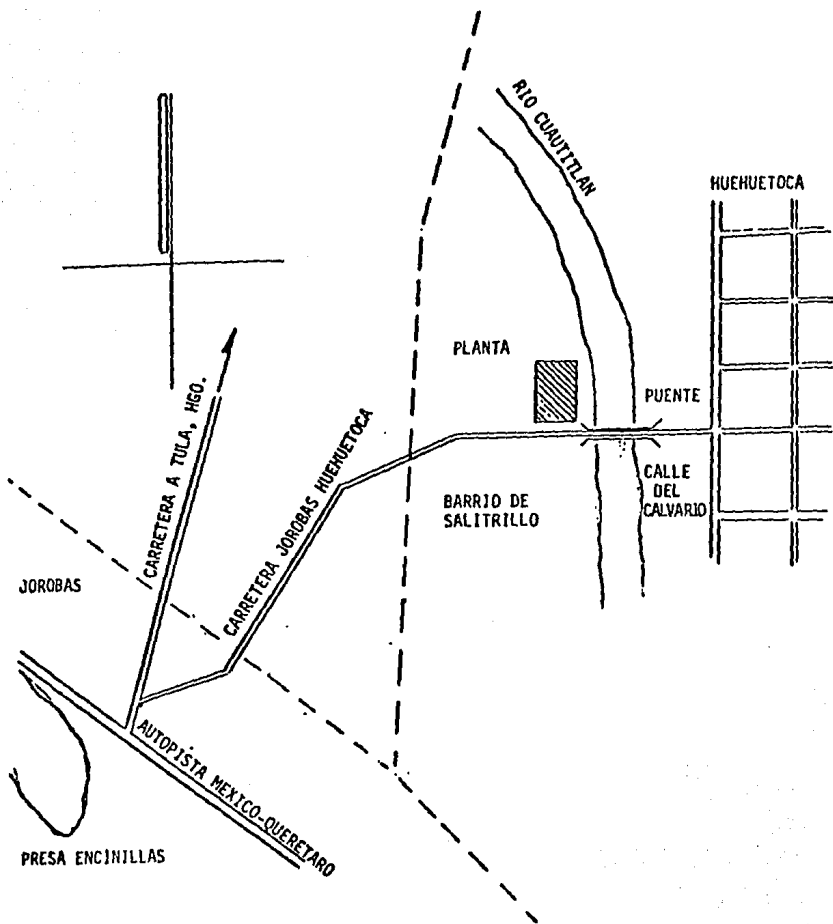 RIO CUAUTITLAN
HUEHUETOCA
PLANTA
PUENTE
CARRETERA A TULA, HGO.
CARRETERA JOROBAS HUEHUETOCA
BARRIO DE
SALITRILLO
CALLE
DEL
CALVARIO
JOROBAS
AUTOPISTA MEXICO-QUERETARO
PRESA ENCINILLAS